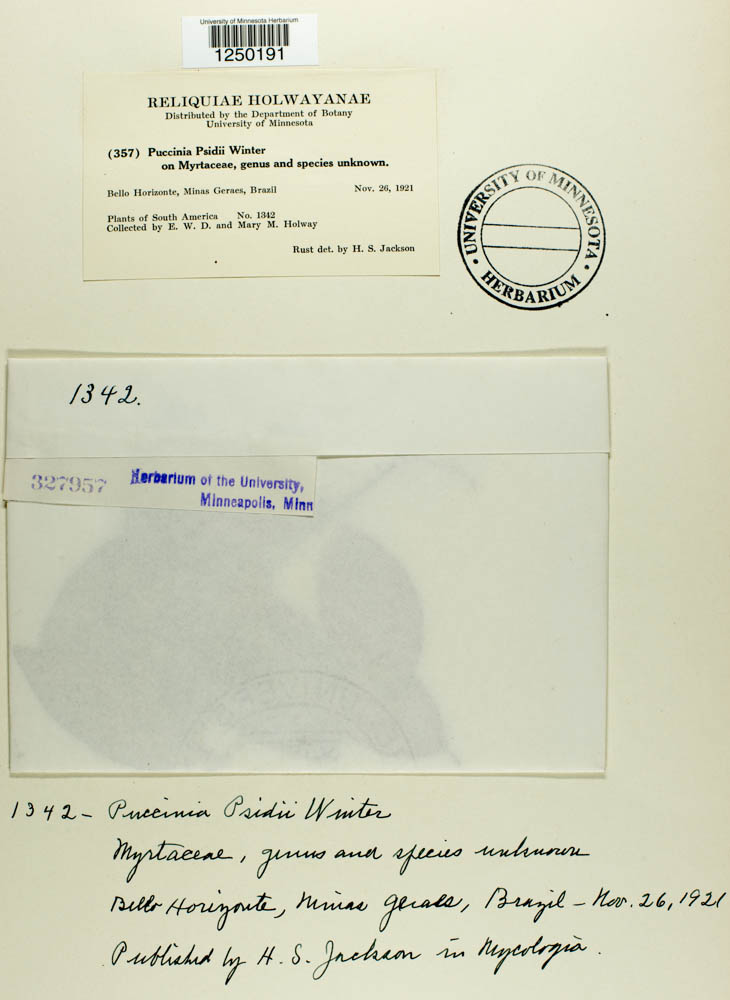 University of Minnesota Herbarium
1250191
RELIQUIAE HOLWAYANAE
Distributed by the Department of Botany
University of Minnesota
(357) Puccinia Psidii Winter
on Myrtaceae, genus and species unknown.
Bello Horizonte, Minas Geraes, Brazil Nov. 26, 1921
Plants of South America No. 1342
Collected by E. W. D. and Mary M. Holway
Rust det. by H. S. Jackson
• UNIVERSITY OF MINNESOTA •
HERBARIUM
1342.
327957 Herbarium of the University,
Minneapolis, Minn
1342 – Puccinia Psidii Winter
Myrtaceae, genus and species unknown
Bello Horizonte, Minas Geraes, Brazil – Nov. 26, 1921
Published by H. S. Jackson in Mycologia.